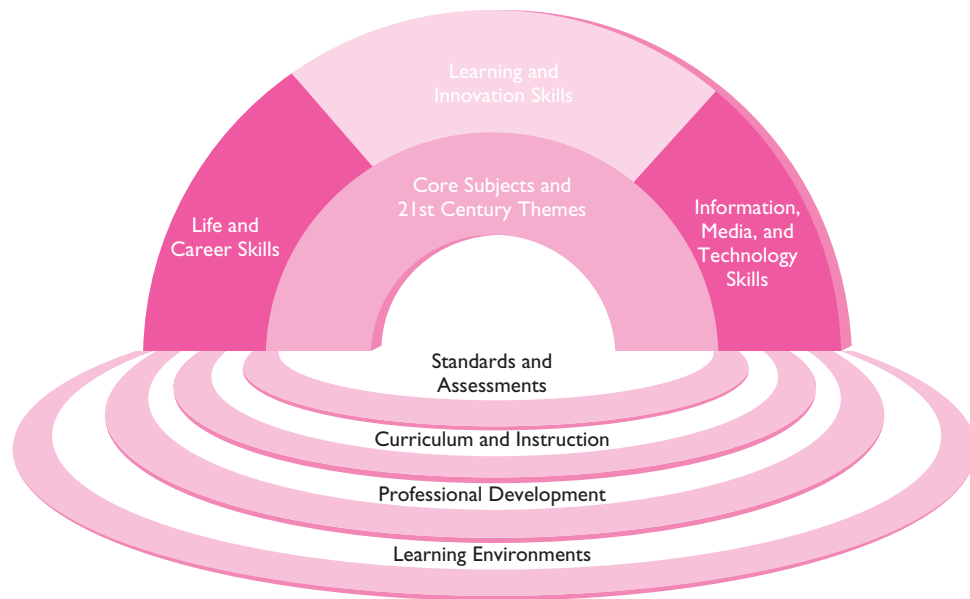 Learning and
Innovation Skills
Core Subjects and
21st Century Themes
Life and
Career Skills
Information,
Media, and
Technology
Skills
Standards and
Assessments
Curriculum and Instruction
Professional Development
Learning Environments